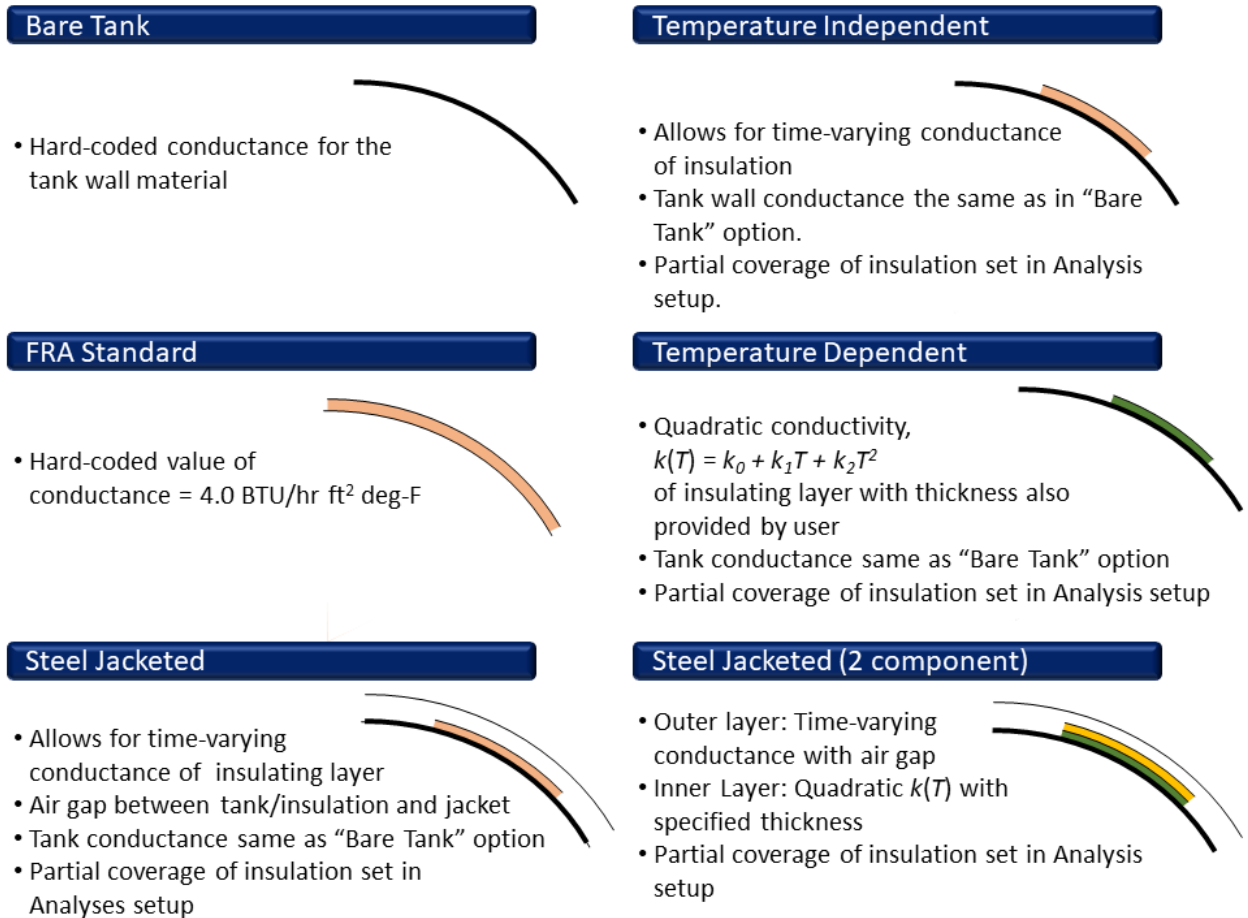 Bare Tank
• Hard-coded conductance for the
tank wall material
Temperature Independent
• Allows for time-varying conductance
of insulation
• Tank wall conductance the same as in “Bare
Tank” option.
• Partial coverage of insulation set in Analysis
setup.
FRA Standard
• Hard-coded value of
conductance = 4.0 BTU/hr ft² deg-F
Temperature Dependent
• Quadratic conductivity,
k(T) = k₀ + k₁T + k₂T²
of insulating layer with thickness also
provided by user
• Tank conductance same as “Bare Tank” option
• Partial coverage of insulation set in Analysis setup
Steel Jacketed
• Allows for time-varying
conductance of insulating layer
• Air gap between tank/insulation and jacket
• Tank conductance same as “Bare Tank” option
• Partial coverage of insulation set in
Analyses setup
Steel Jacketed (2 component)
• Outer layer: Time-varying
conductance with air gap
• Inner Layer: Quadratic k(T) with
specified thickness
• Partial coverage of insulation set in Analysis
setup